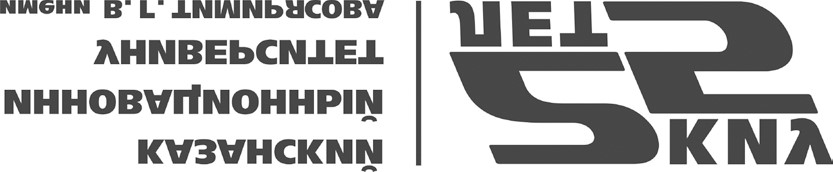 КАЗАНСКИЙ
ИННОВАЦИОННЫЙ
УНИВЕРСИТЕТ
ИМЕНИ В. Г. ТИМИРЯСОВА
КИУ
25
ЛЕТ